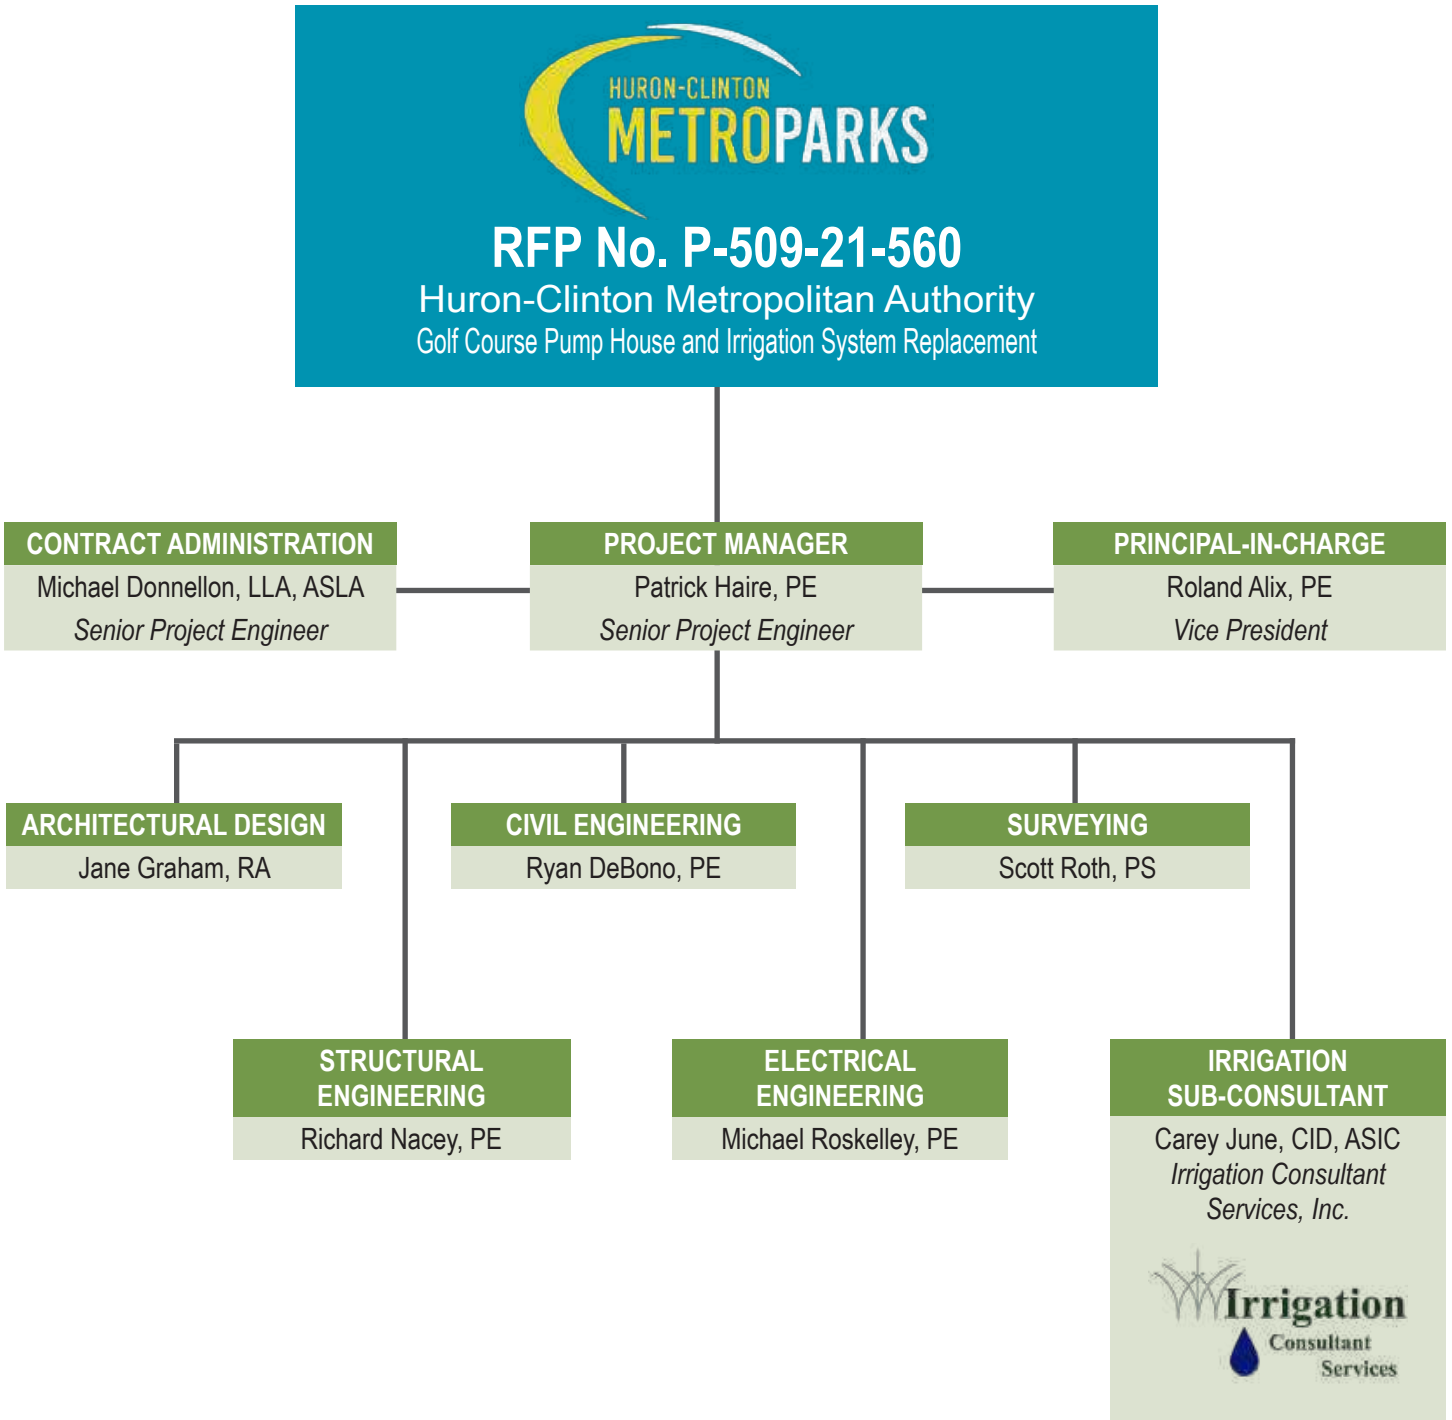 HURON-CLINTON
METROPARKS
RFP No. P-509-21-560
Huron-Clinton Metropolitan Authority
Golf Course Pump House and Irrigation System Replacement
CONTRACT ADMINISTRATION
Michael Donnellon, LLA, ASLA
Senior Project Engineer
PROJECT MANAGER
Patrick Haire, PE
Senior Project Engineer
PRINCIPAL-IN-CHARGE
Roland Alix, PE
Vice President
ARCHITECTURAL DESIGN
Jane Graham, RA
CIVIL ENGINEERING
Ryan DeBono, PE
SURVEYING
Scott Roth, PS
STRUCTURAL
ENGINEERING
Richard Nacey, PE
ELECTRICAL
ENGINEERING
Michael Roskelley, PE
IRRIGATION
SUB-CONSULTANT
Carey June, CID, ASIC
Irrigation Consultant
Services, Inc.
Irrigation
Consultant
Services